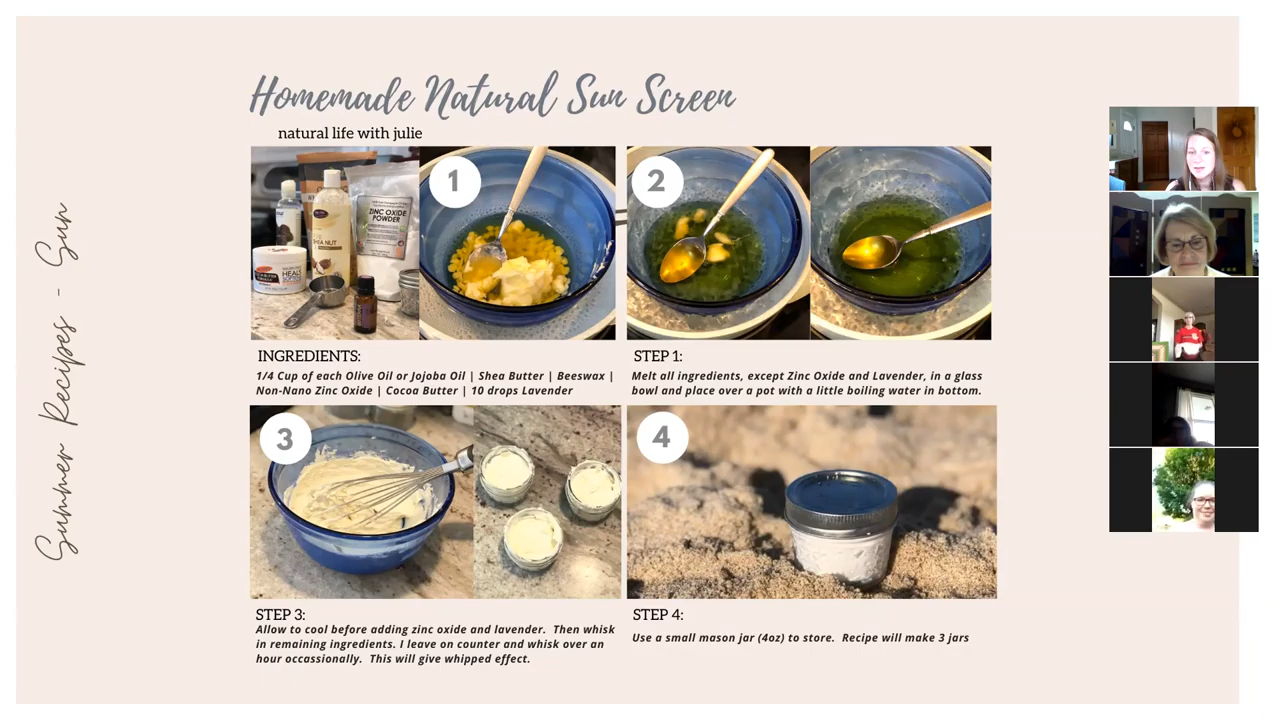 Homemade Natural Sun Screen
natural life with julie
Summer Recipes - Sun
ZINC OXIDE
POWDER
SHEA NUT
1
2
INGREDIENTS:
1/4 Cup of each Olive Oil or Jojoba Oil | Shea Butter | Beeswax |
Non-Nano Zinc Oxide | Cocoa Butter | 10 drops Lavender
STEP 1:
Melt all ingredients, except Zinc Oxide and Lavender, in a glass
bowl and place over a pot with a little boiling water in bottom.
3
4
STEP 3:
Allow to cool before adding zinc oxide and lavender. Then whisk
in remaining ingredients. I leave on counter and whisk over an
hour occassionally. This will give whipped effect.
STEP 4:
Use a small mason jar (4oz) to store. Recipe will make 3 jars